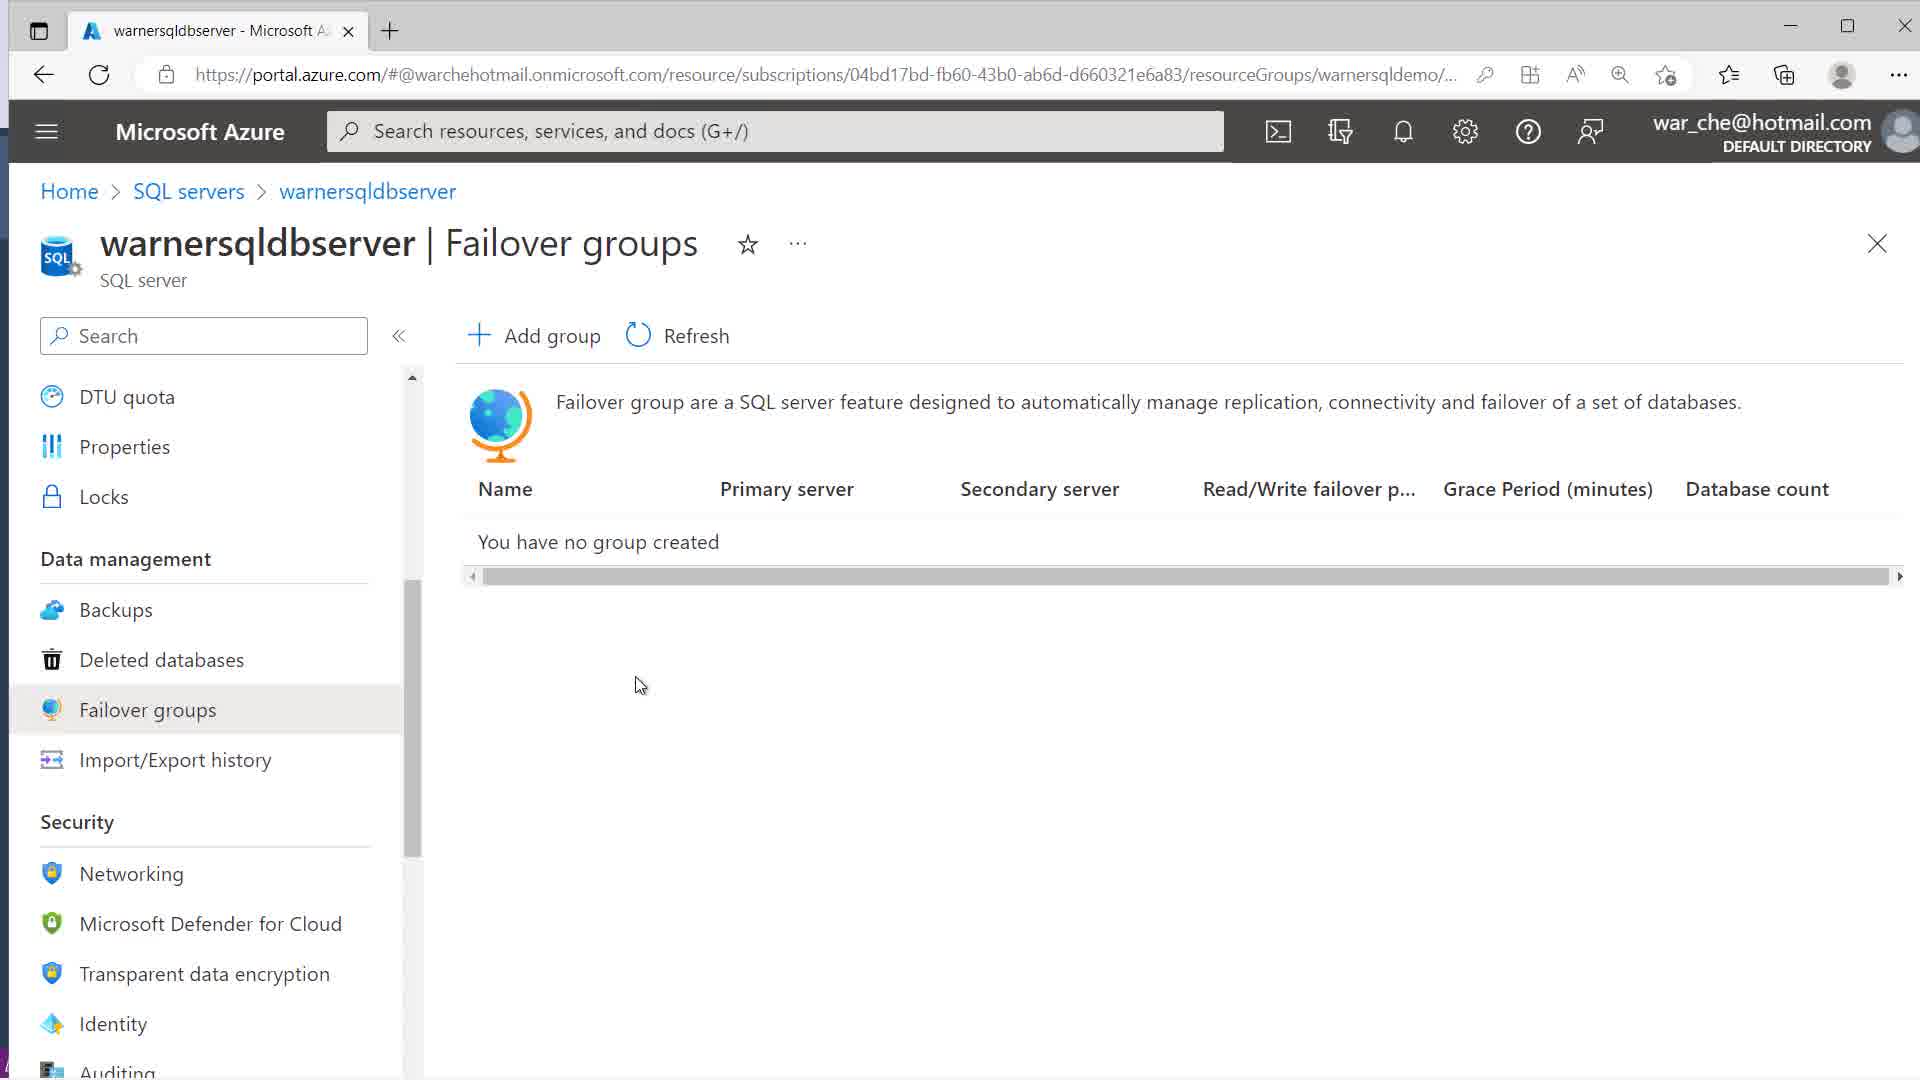 warnersqldbserver - Microsoft A
https://portal.azure.com/#@warchehotmail.onmicrosoft.com/resource/subscriptions/04bd17bd-fb60-43b0-ab6d-d660321e6a83/resourceGroups/warnersqldemo/...
Microsoft Azure
Search resources, services, and docs (G+/)
war_che@hotmail.com
DEFAULT DIRECTORY
Home > SQL servers > warnersqldbserver
warnersqldbserver | Failover groups
SQL
SQL server
Search
Add group
Refresh
DTU quota
Properties
Locks
Data management
Backups
Deleted databases
Failover groups
Import/Export history
Security
Networking
Microsoft Defender for Cloud
Transparent data encryption
Identity
Auditing
Failover group are a SQL server feature designed to automatically manage replication, connectivity and failover of a set of databases.
Name Primary server Secondary server Read/Write failover p... Grace Period (minutes) Database count
You have no group created